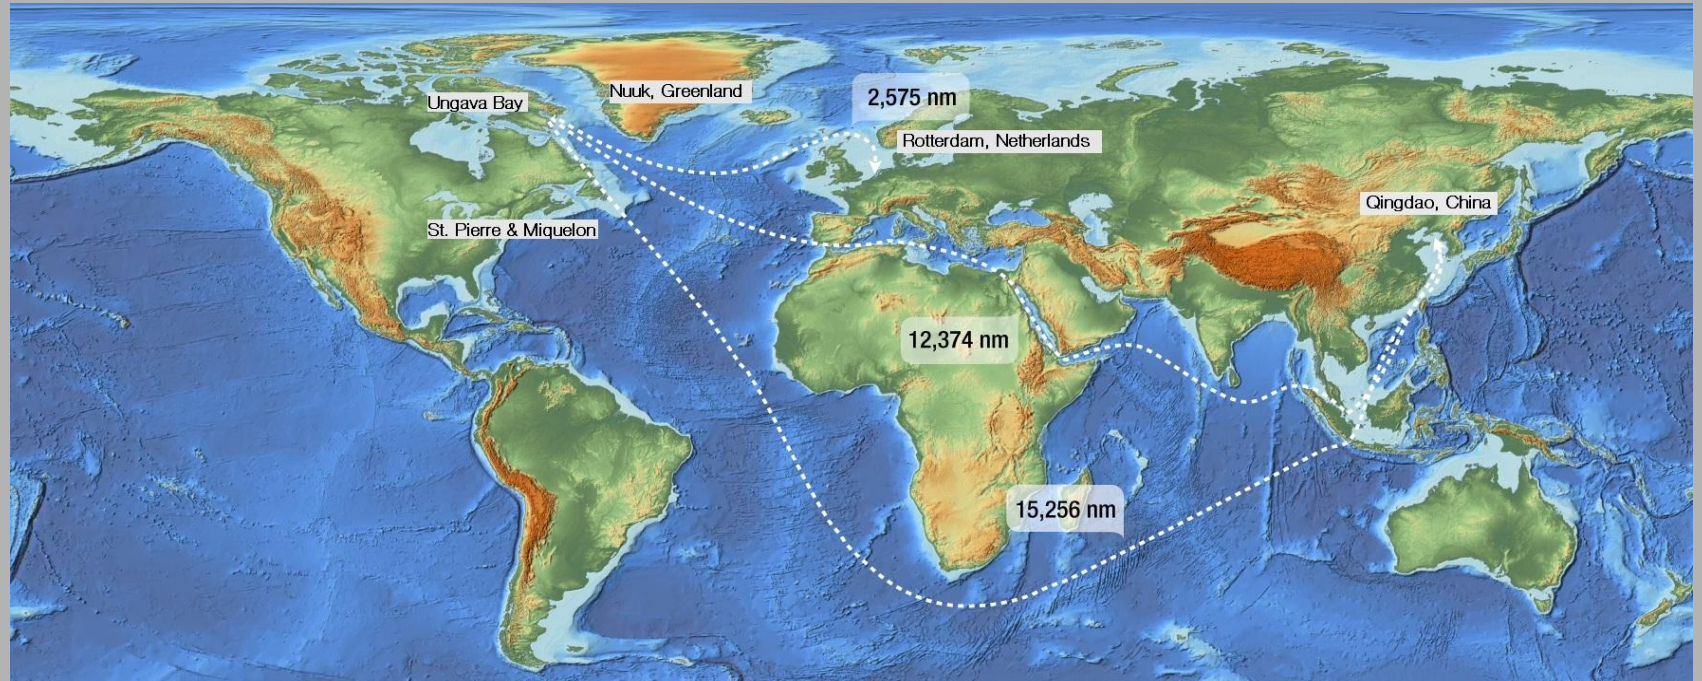 Nuuk, Greenland
2,575 nm
Ungava Bay
Rotterdam, Netherlands
Qingdao, China
St. Pierre & Miquelon
12,374 nm
15,256 nm